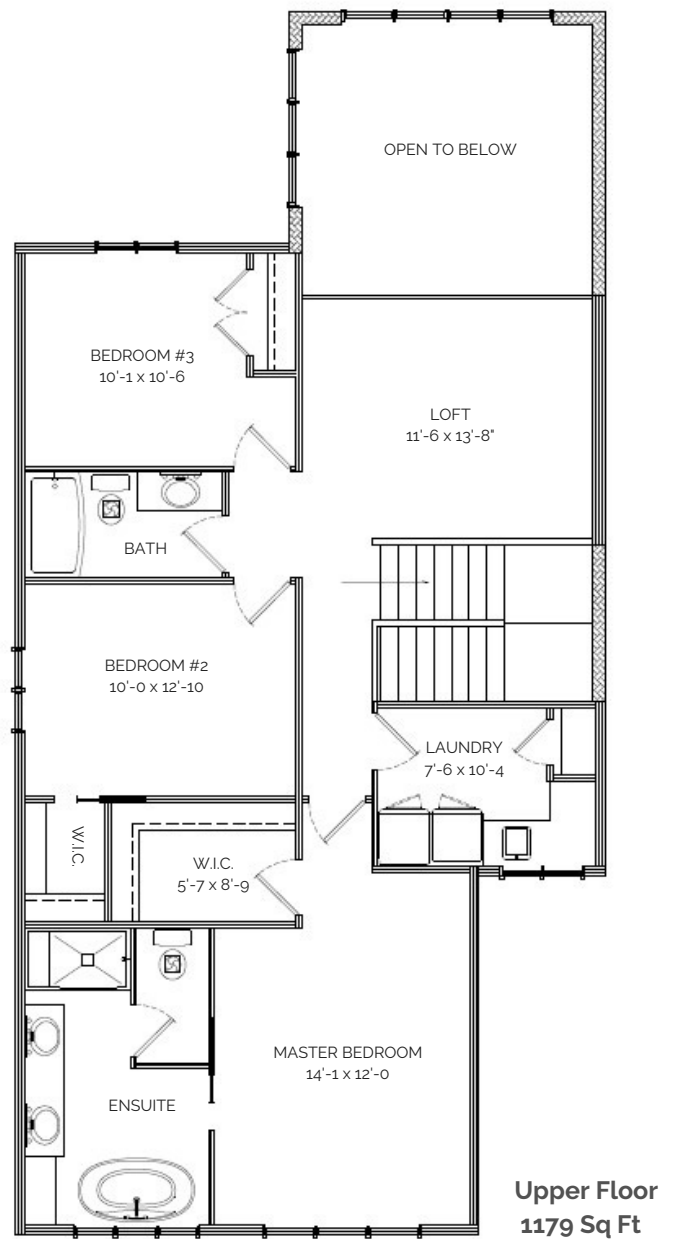 OPEN TO BELOW
BEDROOM #3
10'-1 x 10'-6
LOFT
11'-6 x 13'-8"
BATH
BEDROOM #2
10'-0 x 12'-10
LAUNDRY
7'-6 x 10'-4
W.I.C.
W.I.C.
5'-7 x 8'-9
MASTER BEDROOM
14'-1 x 12'-0
ENSUITE
Upper Floor
1179 Sq Ft